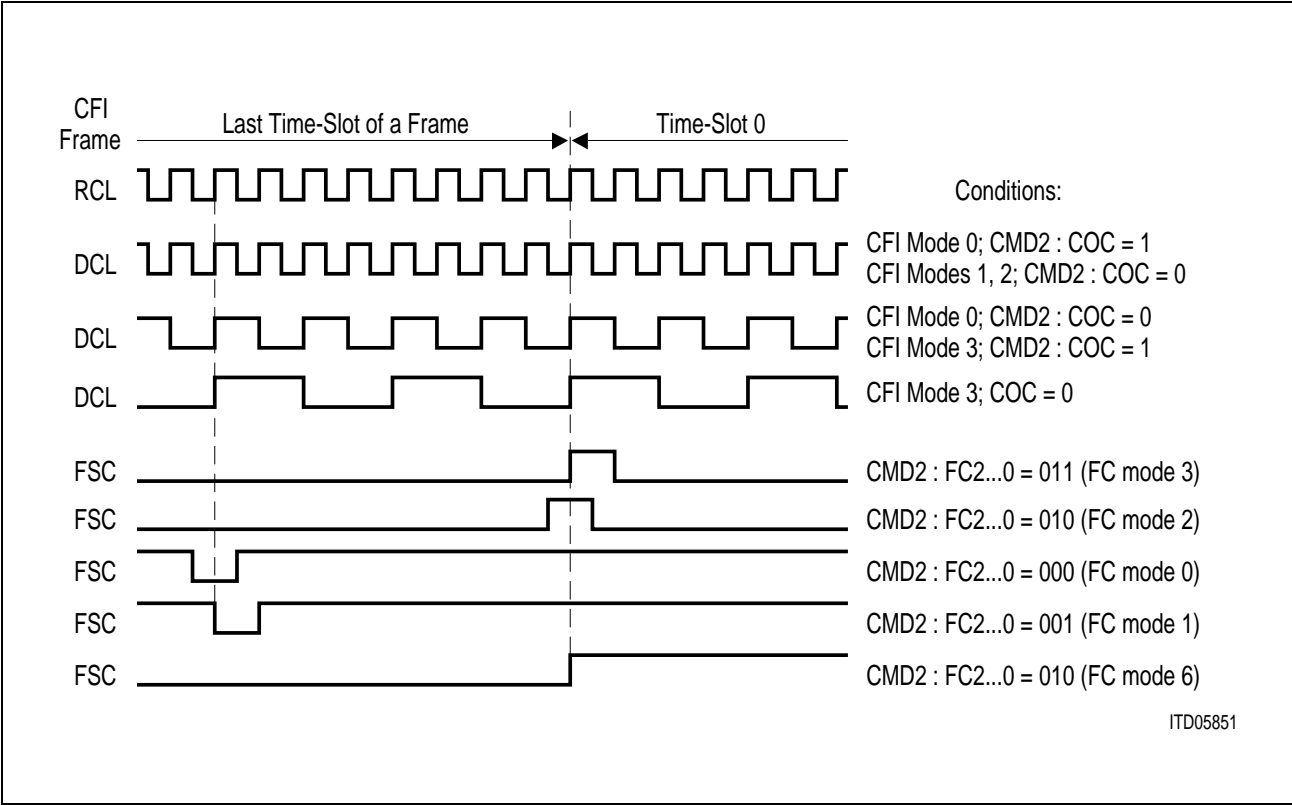 CFI
Frame
Last Time-Slot of a Frame
Time-Slot 0
RCL
Conditions:
DCL
CFI Mode 0; CMD2 : COC = 1
CFI Modes 1, 2; CMD2 : COC = 0
DCL
CFI Mode 0; CMD2 : COC = 0
CFI Mode 3; CMD2 : COC = 1
DCL
CFI Mode 3; COC = 0
FSC
CMD2 : FC2...0 = 011 (FC mode 3)
FSC
CMD2 : FC2...0 = 010 (FC mode 2)
FSC
CMD2 : FC2...0 = 000 (FC mode 0)
FSC
CMD2 : FC2...0 = 001 (FC mode 1)
FSC
CMD2 : FC2...0 = 010 (FC mode 6)
ITD05851